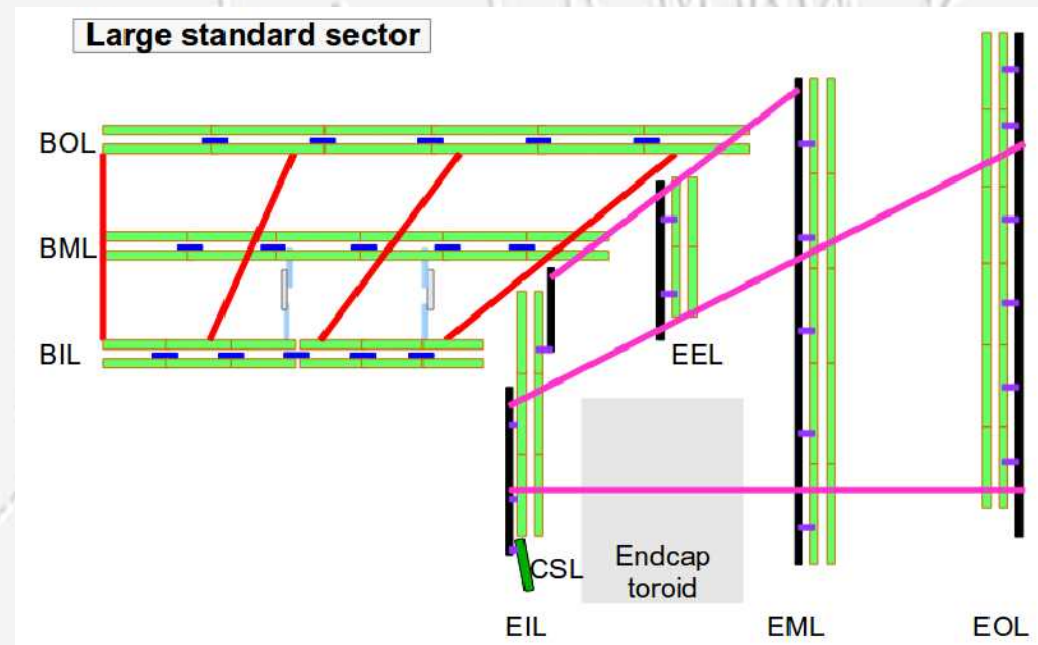 Large standard sector
BOL
BML
BIL
EEL
CSL
Endcap
toroid
EIL
EML
EOL